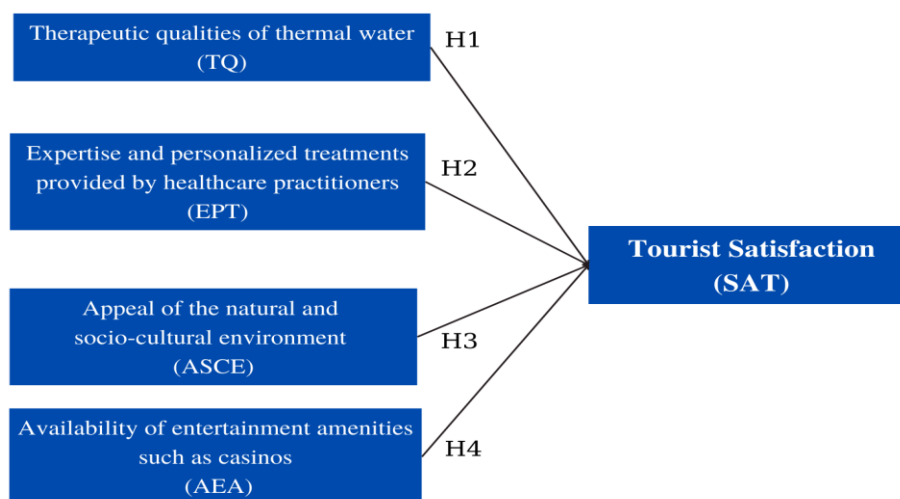 Therapeutic qualities of thermal water
(TQ)
H1
Expertise and personalized treatments
provided by healthcare practitioners
(EPT)
H2
Tourist Satisfaction
(SAT)
Appeal of the natural and
socio-cultural environment
(ASCE)
H3
Availability of entertainment amenities
such as casinos
(AEA)
H4